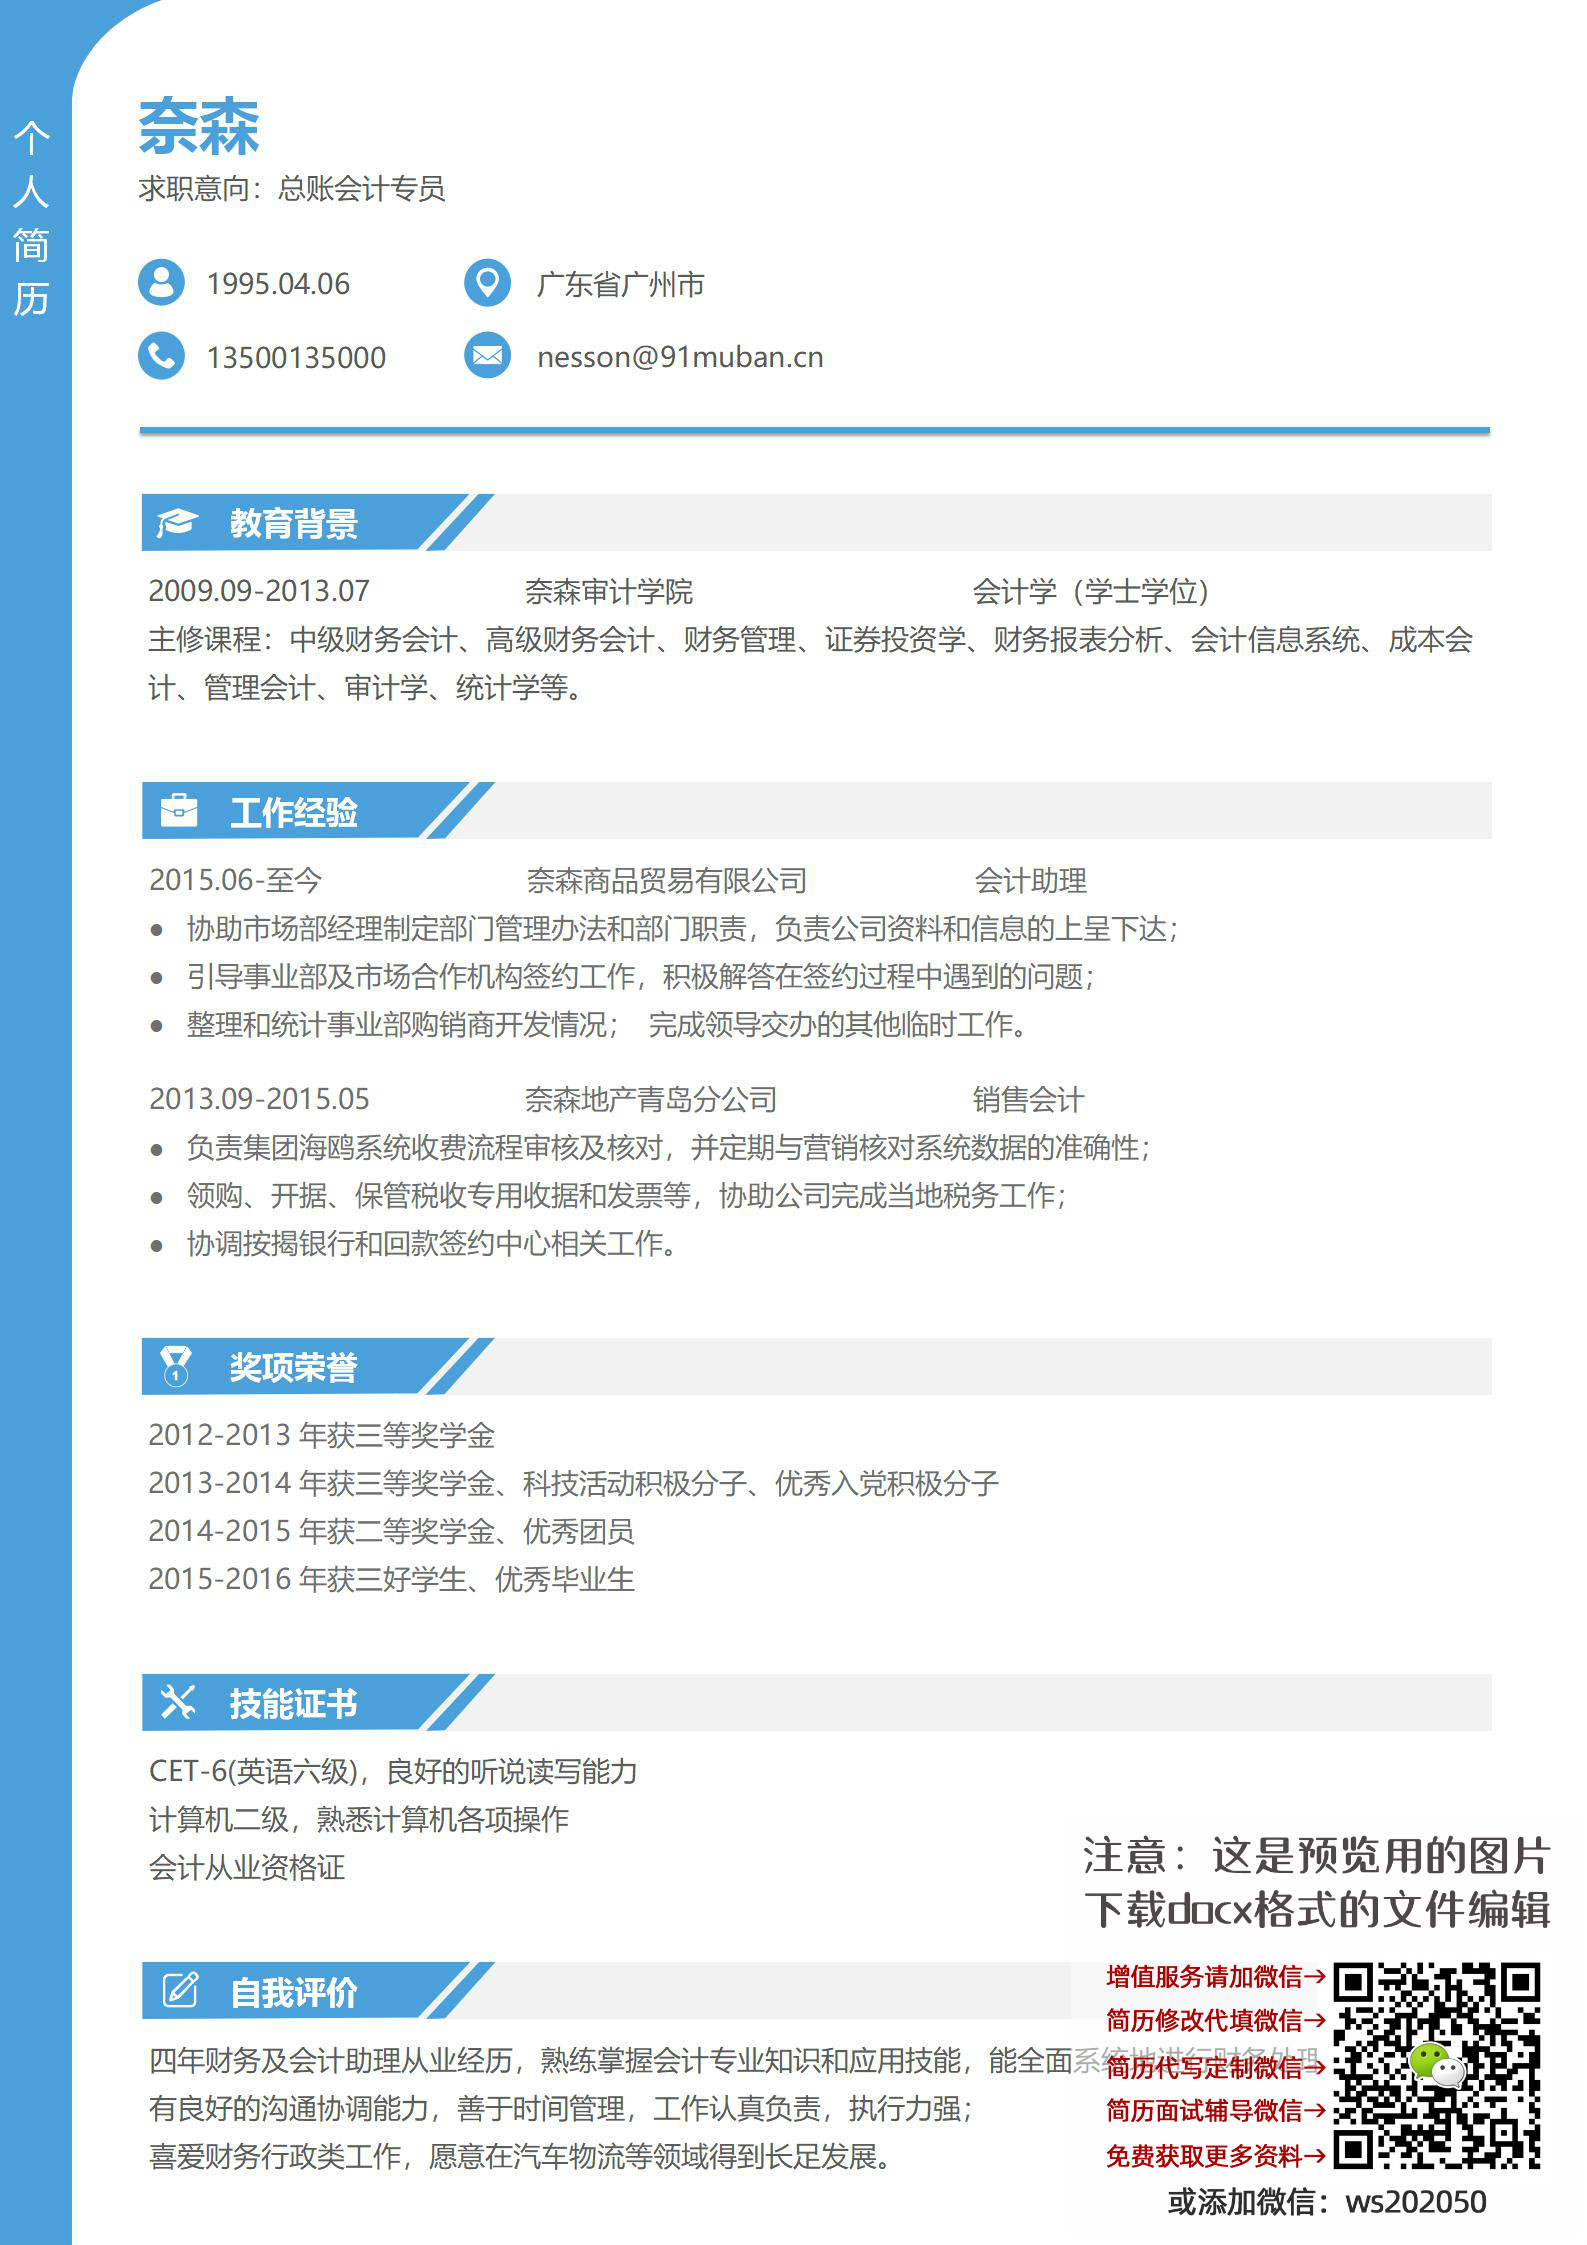 个人简历
奈森
求职意向：总账会计专员
1995.04.06 广东省广州市
13500135000 nesson@91muban.cn
教育背景
2009.09-2013.07 奈森审计学院 会计学（学士学位）
主修课程：中级财务会计、高级财务会计、财务管理、证券投资学、财务报表分析、会计信息系统、成本会
计、管理会计、审计学、统计学等。
工作经验
2015.06-至今 奈森商品贸易有限公司 会计助理
● 协助市场部经理制定部门管理办法和部门职责，负责公司资料和信息的上呈下达；
● 引导事业部及市场合作机构签约工作，积极解答在签约过程中遇到的问题；
● 整理和统计事业部购销商开发情况； 完成领导交办的其他临时工作。
2013.09-2015.05 奈森地产青岛分公司 销售会计
● 负责集团海鸥系统收费流程审核及核对，并定期与营销核对系统数据的准确性；
● 领购、开据、保管税收专用收据和发票等，协助公司完成当地税务工作；
● 协调按揭银行和回款签约中心相关工作。
1
奖项荣誉
2012-2013 年获三等奖学金
2013-2014 年获三等奖学金、科技活动积极分子、优秀入党积极分子
2014-2015 年获二等奖学金、优秀团员
2015-2016 年获三好学生、优秀毕业生
技能证书
CET-6(英语六级)，良好的听说读写能力
计算机二级，熟悉计算机各项操作
会计从业资格证
自我评价
四年财务及会计助理从业经历，熟练掌握会计专业知识和应用技能，能全面系统地进行财务处理
有良好的沟通协调能力，善于时间管理，工作认真负责，执行力强；
喜爱财务行政类工作，愿意在汽车物流等领域得到长足发展。
注意：这是预览用的图片
下载docx格式的文件编辑
增值服务请加微信→
简历修改代填微信→
简历代写定制微信→
简历面试辅导微信→
免费获取更多资料→
或添加微信：ws202050